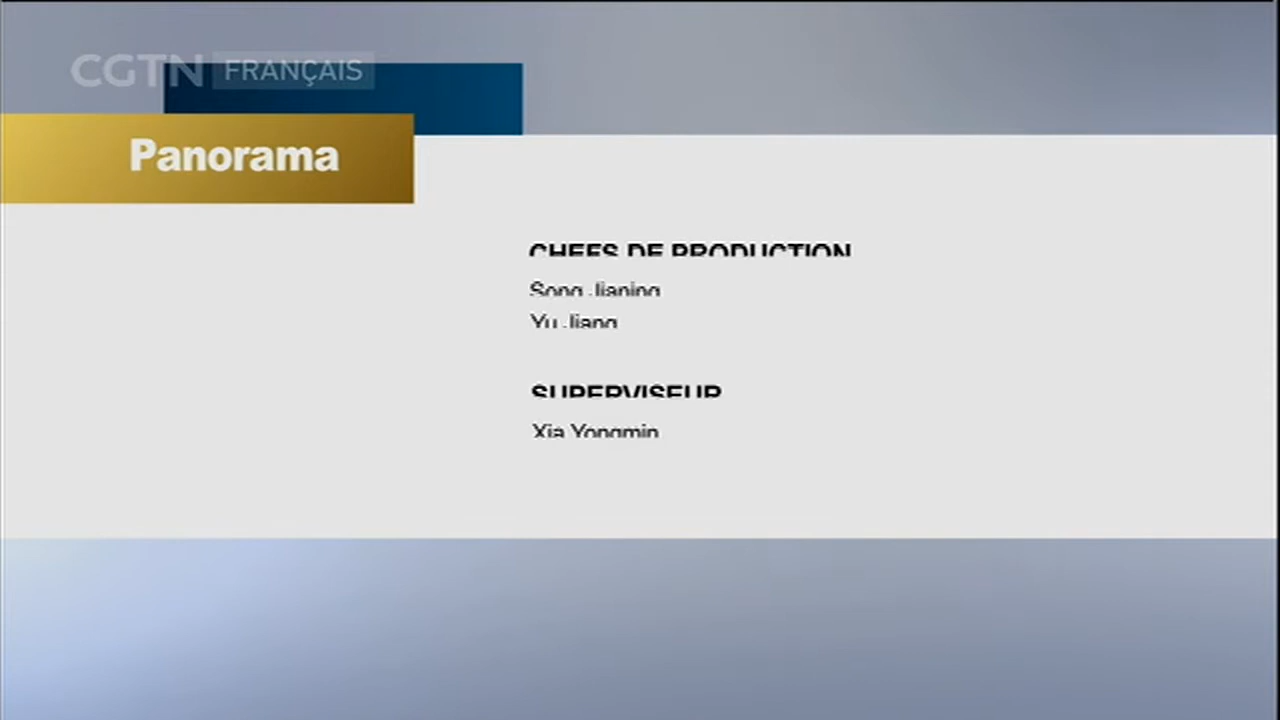 CGTN FRANÇAIS
Panorama
CHEFS DE PRODUCTION
Song Jianing
Yu Jiang
SUPERVISEUR
Xia Yongmin